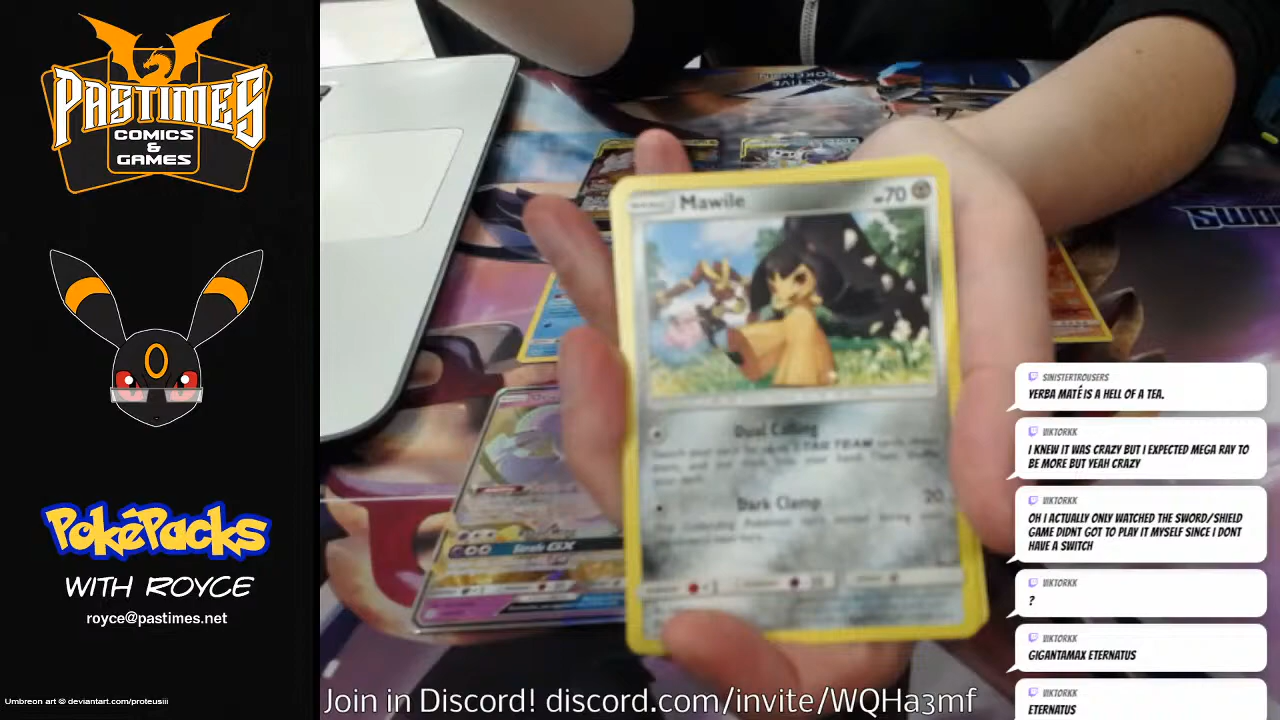 PASTIMES
COMICS
&
GAMES
PokéPacks
WITH ROYCE
royce@pastimes.net
Umbreon art © deviantart.com/proteusiii
Mawile
70
Dual Calling
Dark Clamp
20
GX
SINISTERTROUSERS
YERBA MATÉ IS A HELL OF A TEA.
VIKTORKK
I KNEW IT WAS CRAZY BUT I EXPECTED MEGA RAY TO
BE MORE BUT YEAH CRAZY
VIKTORKK
OH I ACTUALLY ONLY WATCHED THE SWORD/SHIELD
GAME DIDNT GOT TO PLAY IT MYSELF SINCE I DONT
HAVE A SWITCH
VIKTORKK
?
VIKTORKK
GIGANTAMAX ETERNATUS
VIKTORKK
ETERNATUS
Join in Discord! discord.com/invite/WQHa3mf